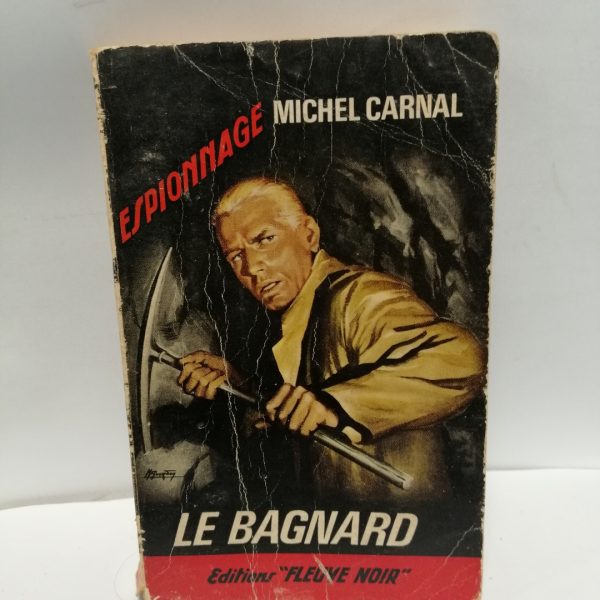 ESPIONNAGE
MICHEL CARNAL
LE BAGNARD
Editions "FLEUVE NOIR"